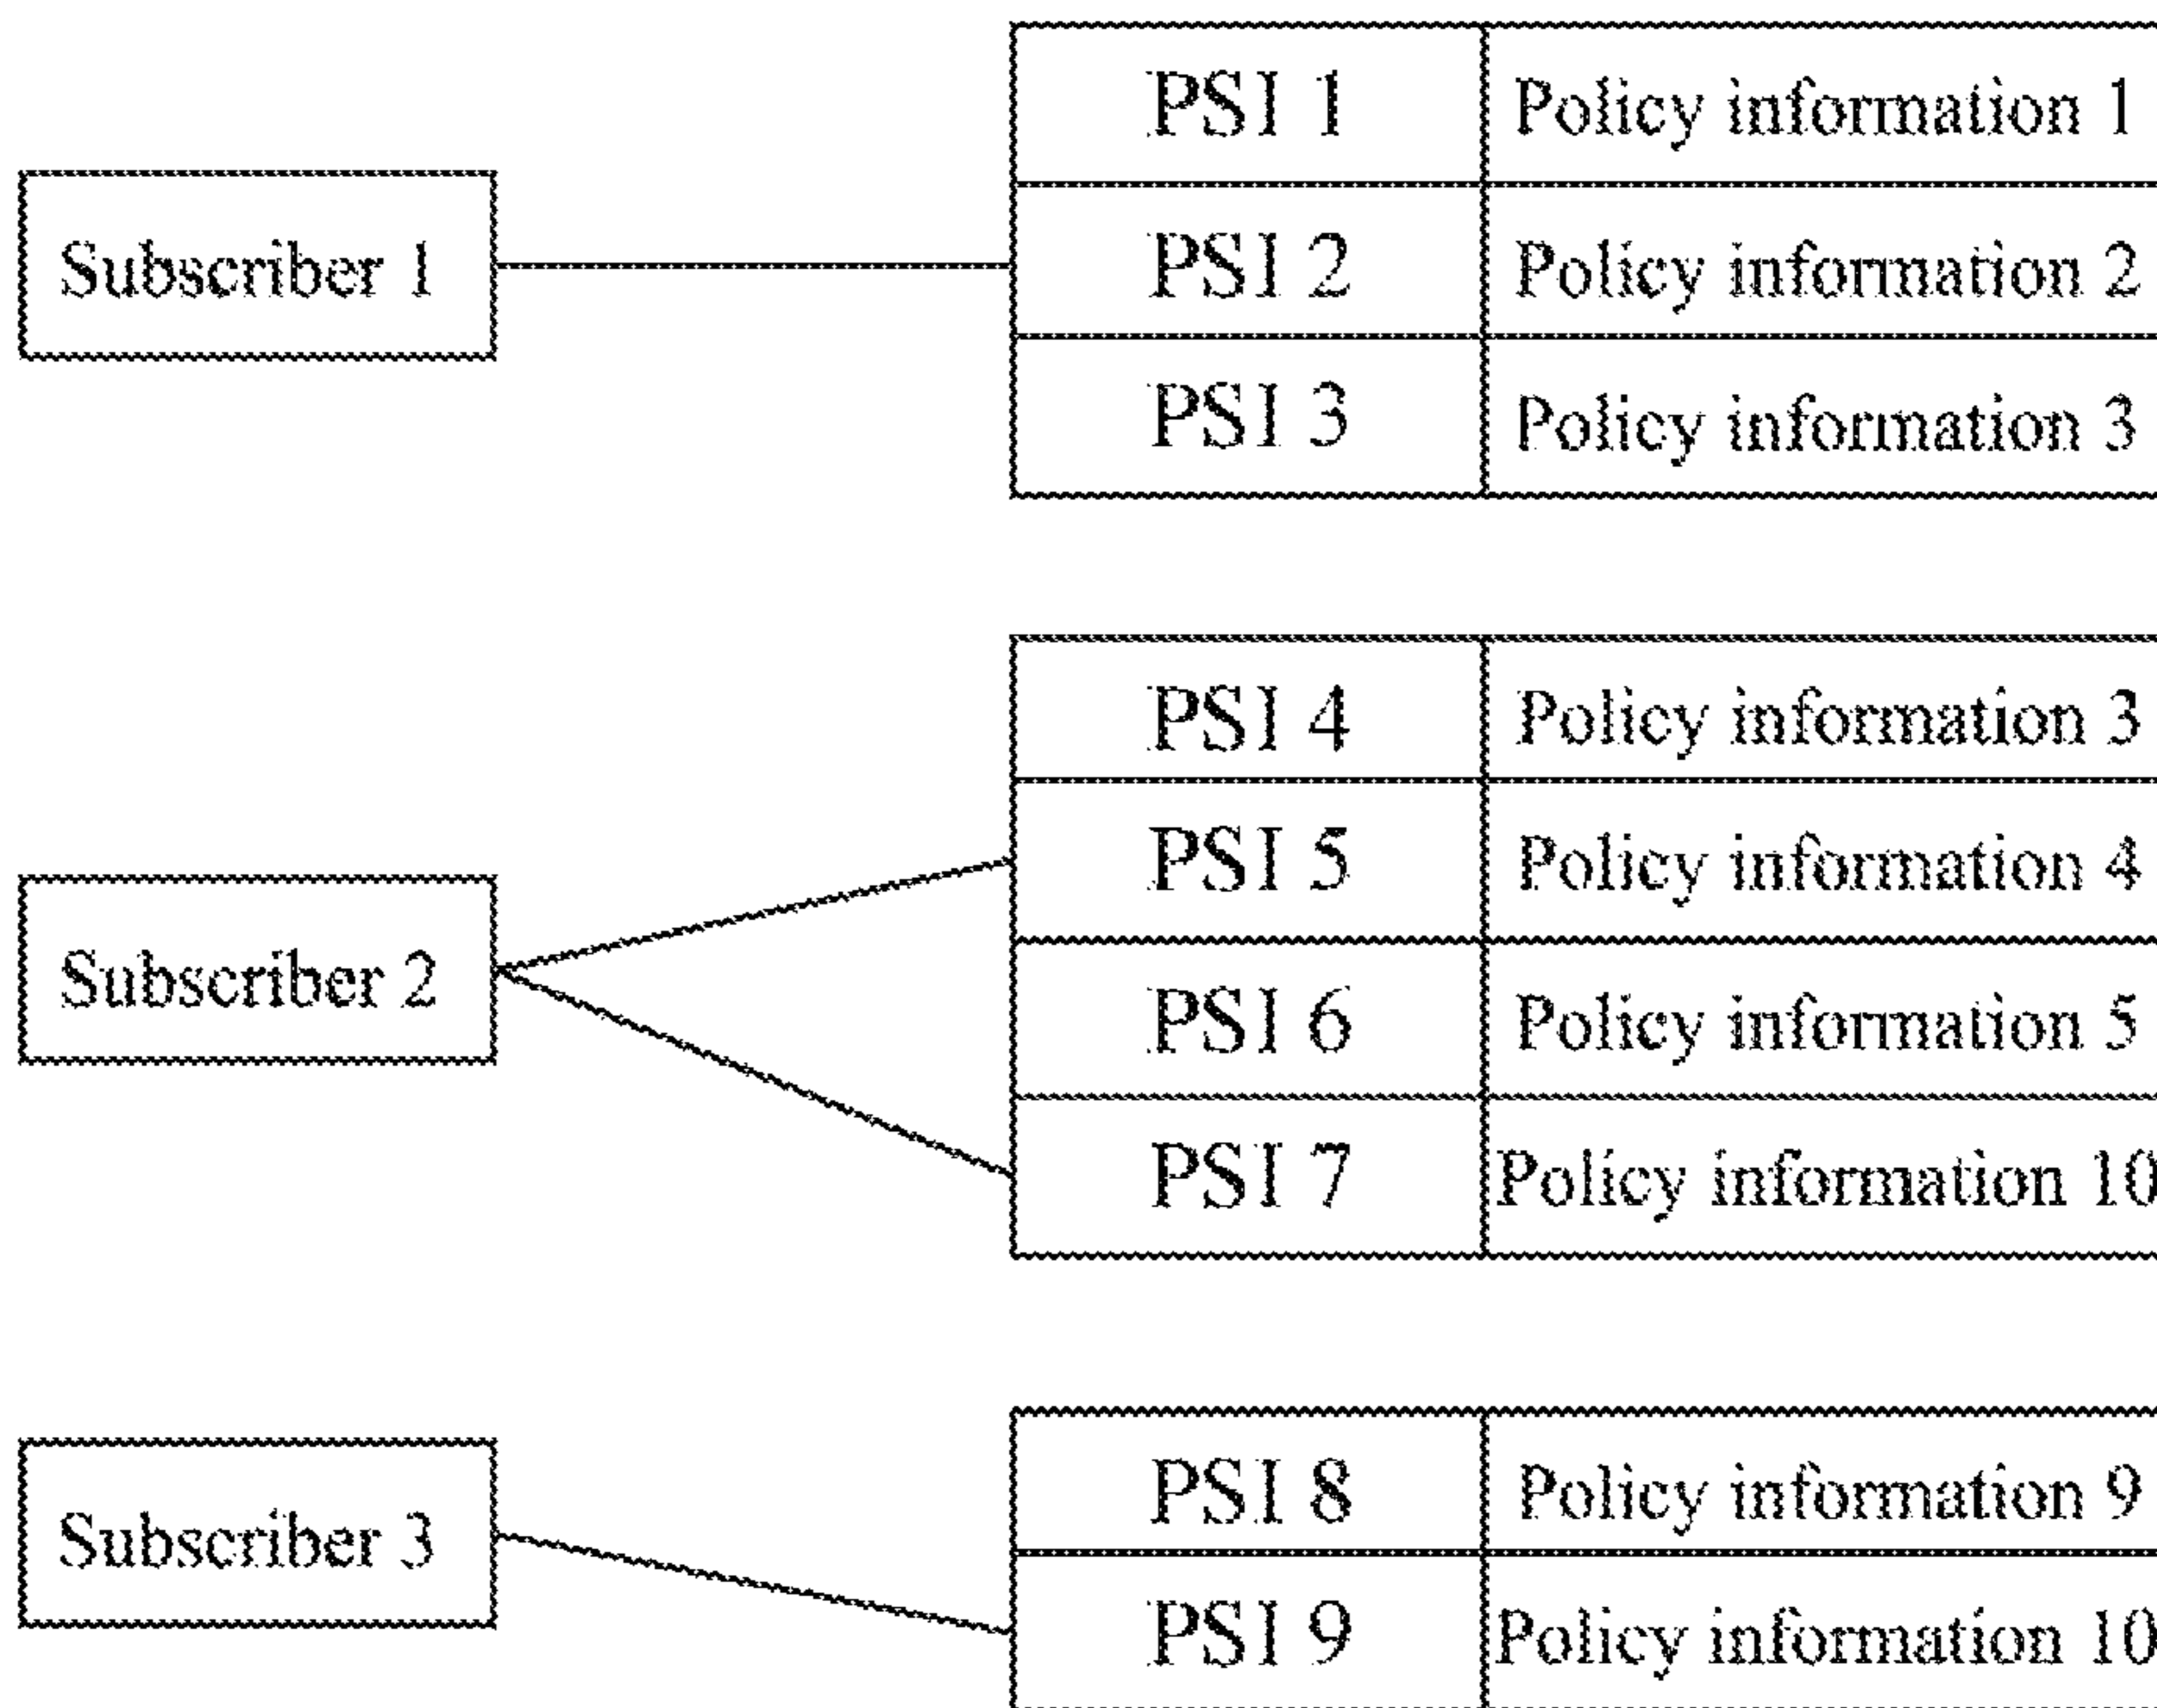 PSI 1 Policy information 1
Subscriber 1 PSI 2 Policy information 2
PSI 3 Policy information 3
PSI 4 Policy information 3
PSI 5 Policy information 4
Subscriber 2
PSI 6 Policy information 5
PSI 7 Policy information 10
PSI 8 Policy information 9
Subscriber 3
PSI 9 Policy information 10